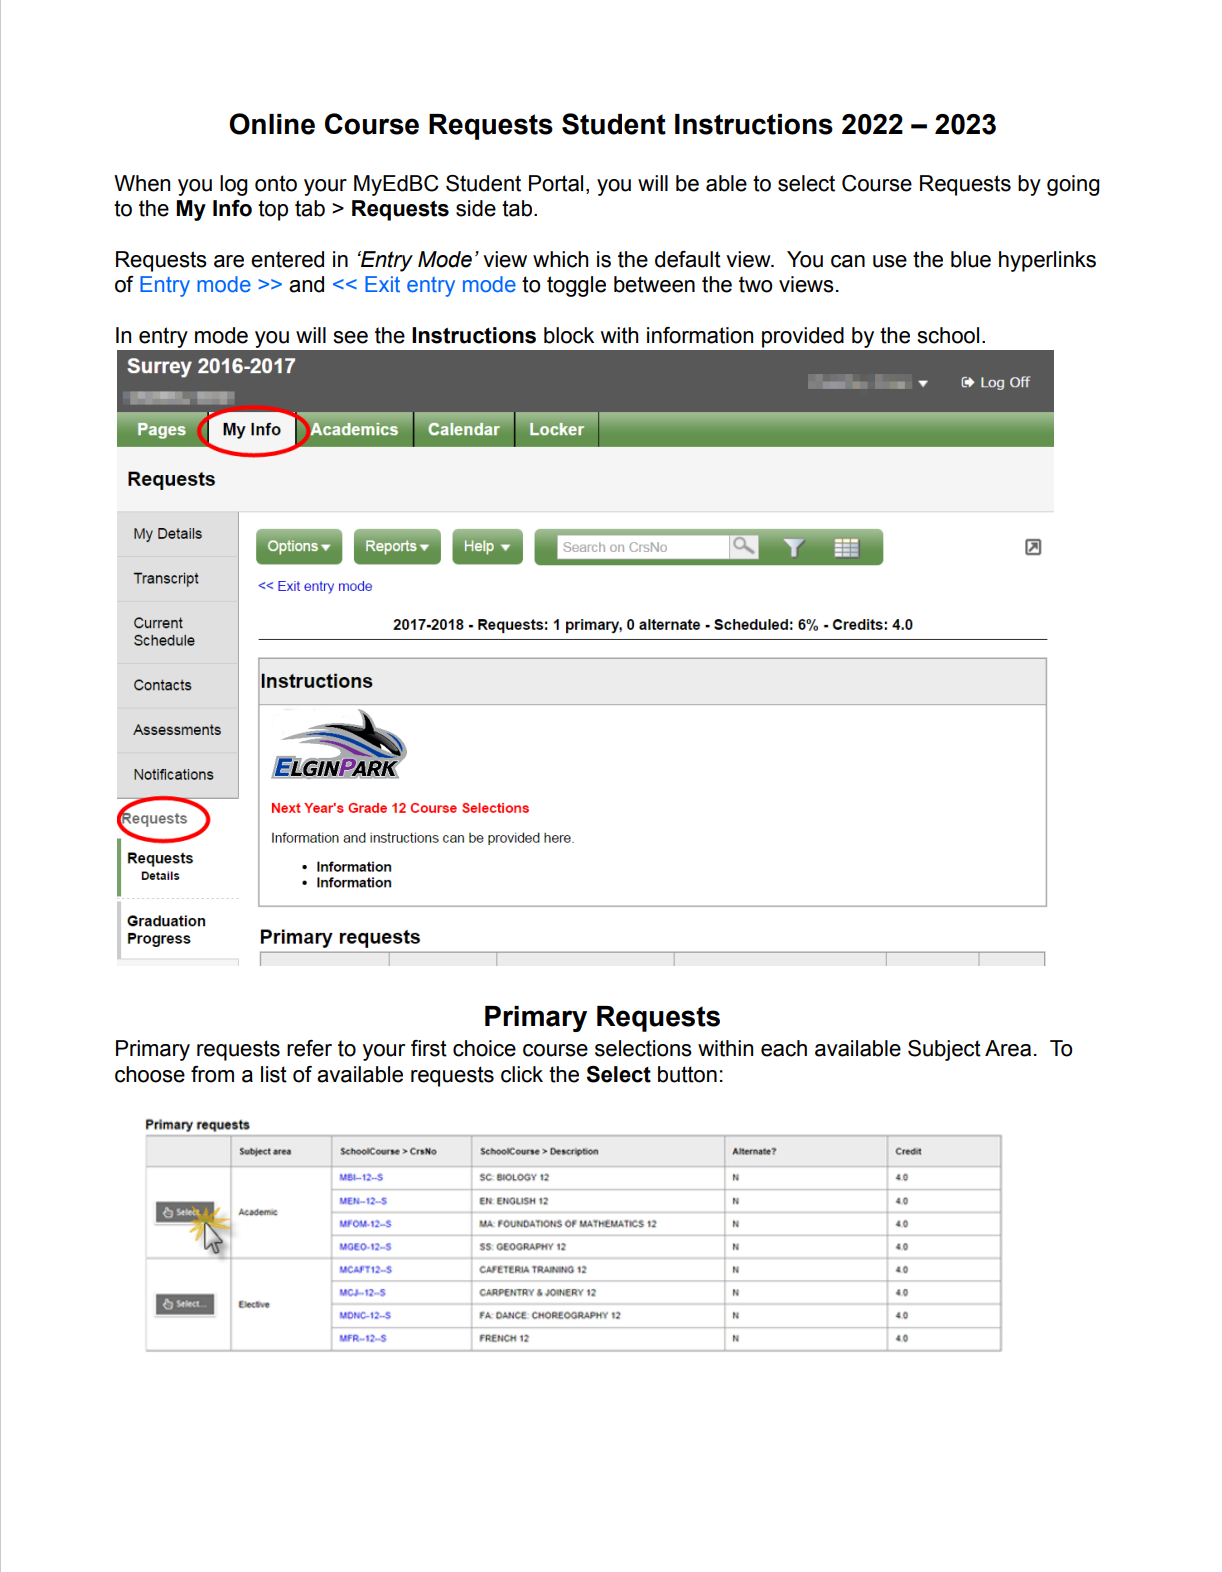 Online Course Requests Student Instructions 2022 – 2023
When you log onto your MyEdBC Student Portal, you will be able to select Course Requests by going
to the My Info top tab > Requests side tab.
Requests are entered in ‘Entry Mode’ view which is the default view.  You can use the blue hyperlinks
of Entry mode >> and << Exit entry mode to toggle between the two views.
In entry mode you will see the Instructions block with information provided by the school.
Surrey 2016-2017
Log Off
Pages My Info Academics Calendar Locker
Requests
My Details
Transcript
Current
Schedule
Contacts
Assessments
Notifications
Requests
Requests
Details
Graduation
Progress
Options Reports Help Search on CrsNo
<< Exit entry mode
2017-2018 - Requests: 1 primary, 0 alternate - Scheduled: 6% - Credits: 4.0
Instructions
ELGINPARK
Next Year's Grade 12 Course Selections
Information and instructions can be provided here.
• Information
• Information
Primary requests
Primary Requests
Primary requests refer to your first choice course selections within each available Subject Area.  To
choose from a list of available requests click the Select button:
Primary requests
Subject area SchoolCourse > CrsNo SchoolCourse > Description Alternate? Credit
MBI--12--S SC: BIOLOGY 12 N 4.0
MEN--12--S EN: ENGLISH 12 N 4.0
Select Academic
MFOM-12--S MA: FOUNDATIONS OF MATHEMATICS 12 N 4.0
MGEO-12--S SS: GEOGRAPHY 12 N 4.0
MCAFT12--S CAFETERIA TRAINING 12 N 4.0
MCJ--12--S CARPENTRY & JOINERY 12 N 4.0
Select... Elective
MDNC-12--S FA: DANCE: CHOREOGRAPHY 12 N 4.0
MFR--12--S FRENCH 12 N 4.0